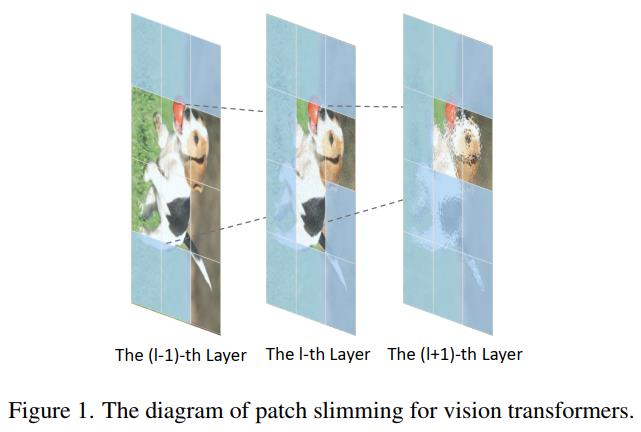 The (l-1)-th Layer The l-th Layer The (l+1)-th Layer
Figure 1. The diagram of patch slimming for vision transformers.